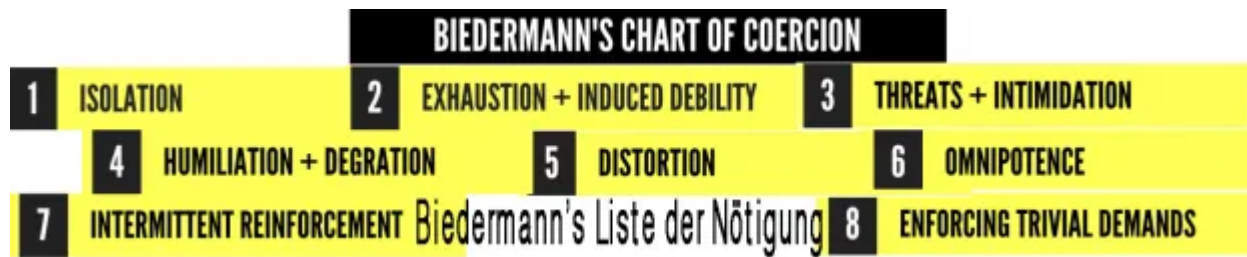 BIEDERMANN'S CHART OF COERCION
1 ISOLATION 2 EXHAUSTION + INDUCED DEBILITY 3 THREATS + INTIMIDATION
4 HUMILIATION + DEGRATION 5 DISTORTION 6 OMNIPOTENCE
7 INTERMITTENT REINFORCEMENT Biedermann's Liste der Nötigung 8 ENFORCING TRIVIAL DEMANDS